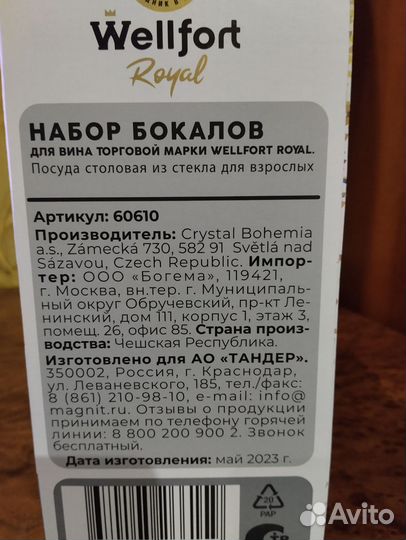 Wellfort
Royal
НАБОР БОКАЛОВ
ДЛЯ ВИНА ТОРГОВОЙ МАРКИ WELLFORT ROYAL.
Посуда столовая из стекла для взрослых
Артикул: 60610
Производитель: Crystal Bohemia
a.s., Zámecká 730, 582 91 Světlá nad
Sázavou, Czech Republic. Импор-
тер: ООО «Богема», 119421,
г. Москва, вн.тер. г. Муниципаль-
ный округ Обручевский, пр-кт Ле-
нинский, дом 111, корпус 1, этаж 3,
помещ. 26, офис 85. Страна произ-
водства: Чешская Республика.
Изготовлено для АО «ТАНДЕР».
350002, Россия, г. Краснодар,
ул. Леваневского, 185, тел./факс:
8 (861) 210-98-10, e-mail: info@
magnit.ru. Отзывы о продукции
принимаем по телефону горячей
линии: 8 800 200 900 2. Звонок
бесплатный.
Дата изготовления: май 2023 г.
20
PAP
Avito